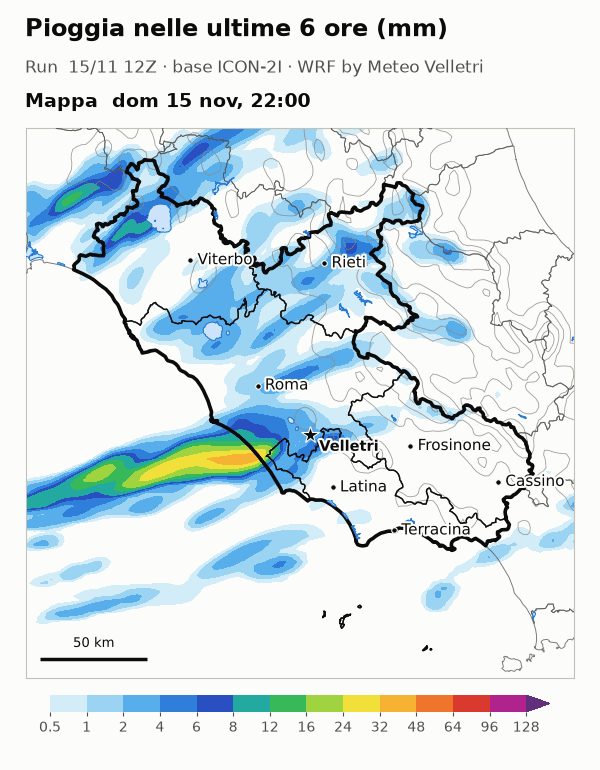 Pioggia nelle ultime 6 ore (mm)
Run  15/11 12Z · base ICON-2I · WRF by Meteo Velletri
Mappa  dom 15 nov, 22:00
Viterbo
Rieti
Roma
Velletri
Frosinone
Latina
Cassino
Terracina
50 km
0.5 1 2 4 6 8 12 16 24 32 48 64 96 128